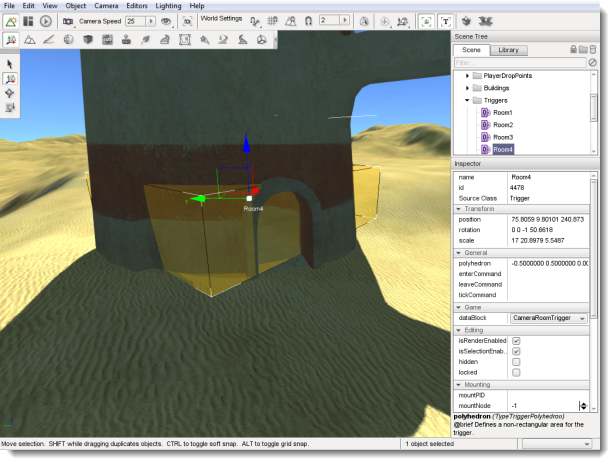 File Edit View Object Camera Editors Lighting Help
Camera Speed 25 World Settings 2 T
Scene Tree
Scene Library
Filter...
PlayerDropPoints
Buildings
Triggers
Room1
Room2
Room3
Room4
Inspector
name Room4
id 4478
Source Class Trigger
Transform
position 75.8059 9.80101 240.873
rotation 0 0 -1 50.6618
scale 17 20.8979 5.5487
General
polyhedron -0.5000000 0.5000000 0.00
enterCommand
leaveCommand
tickCommand
Game
dataBlock CameraRoomTrigger
Editing
isRenderEnabled
isSelectionEnab..
hidden
locked
Mounting
mountPID
mountNode -1
polyhedron (TypeTriggerPolyhedron)
@brief Defines a non-rectangular area for the
trigger.
Room4
Move selection. SHIFT while dragging duplicates objects. CTRL to toggle soft snap. ALT to toggle grid snap. 1 object selected